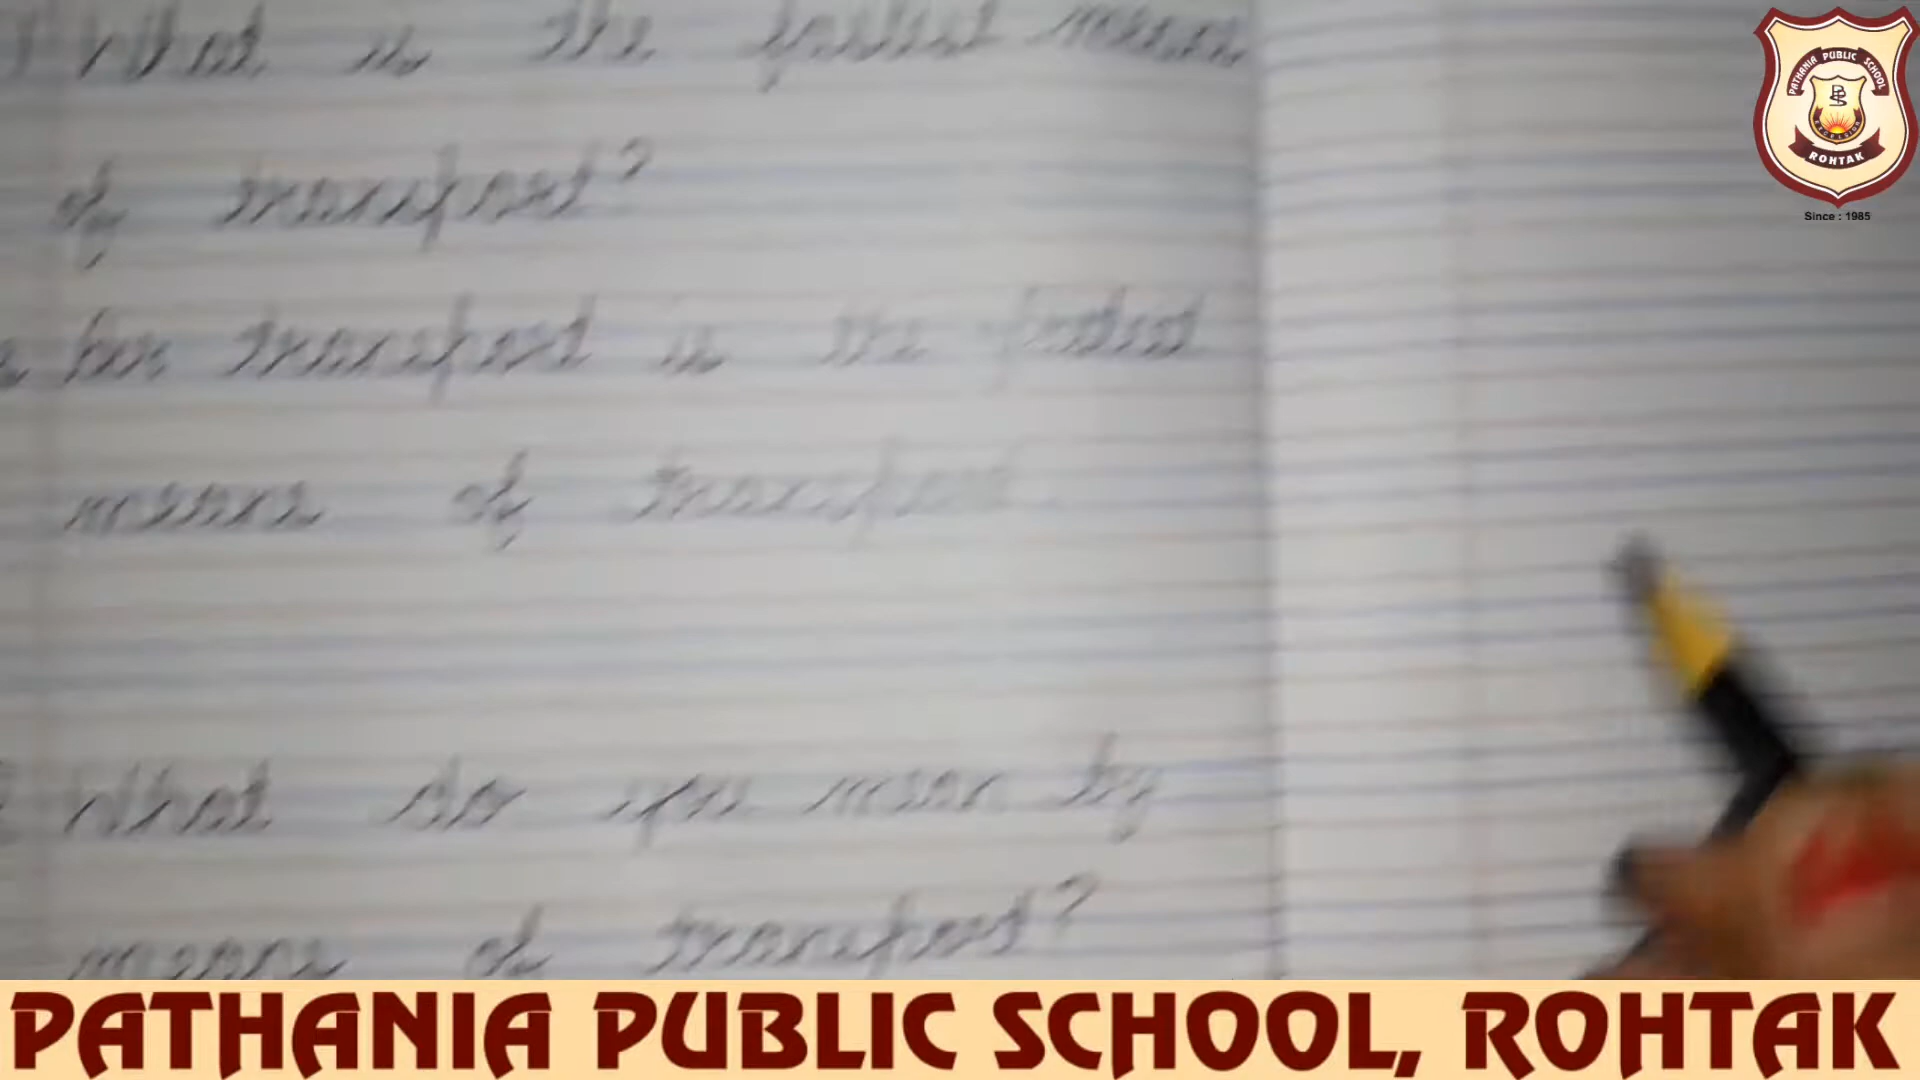 What is the fastest means
of transport?
transport is the fastest
means of transport
What do you mean by
means of transport?
PATHANIA PUBLIC SCHOOL
ROHTAK
Since : 1985
PATHANIA PUBLIC SCHOOL, ROHTAK